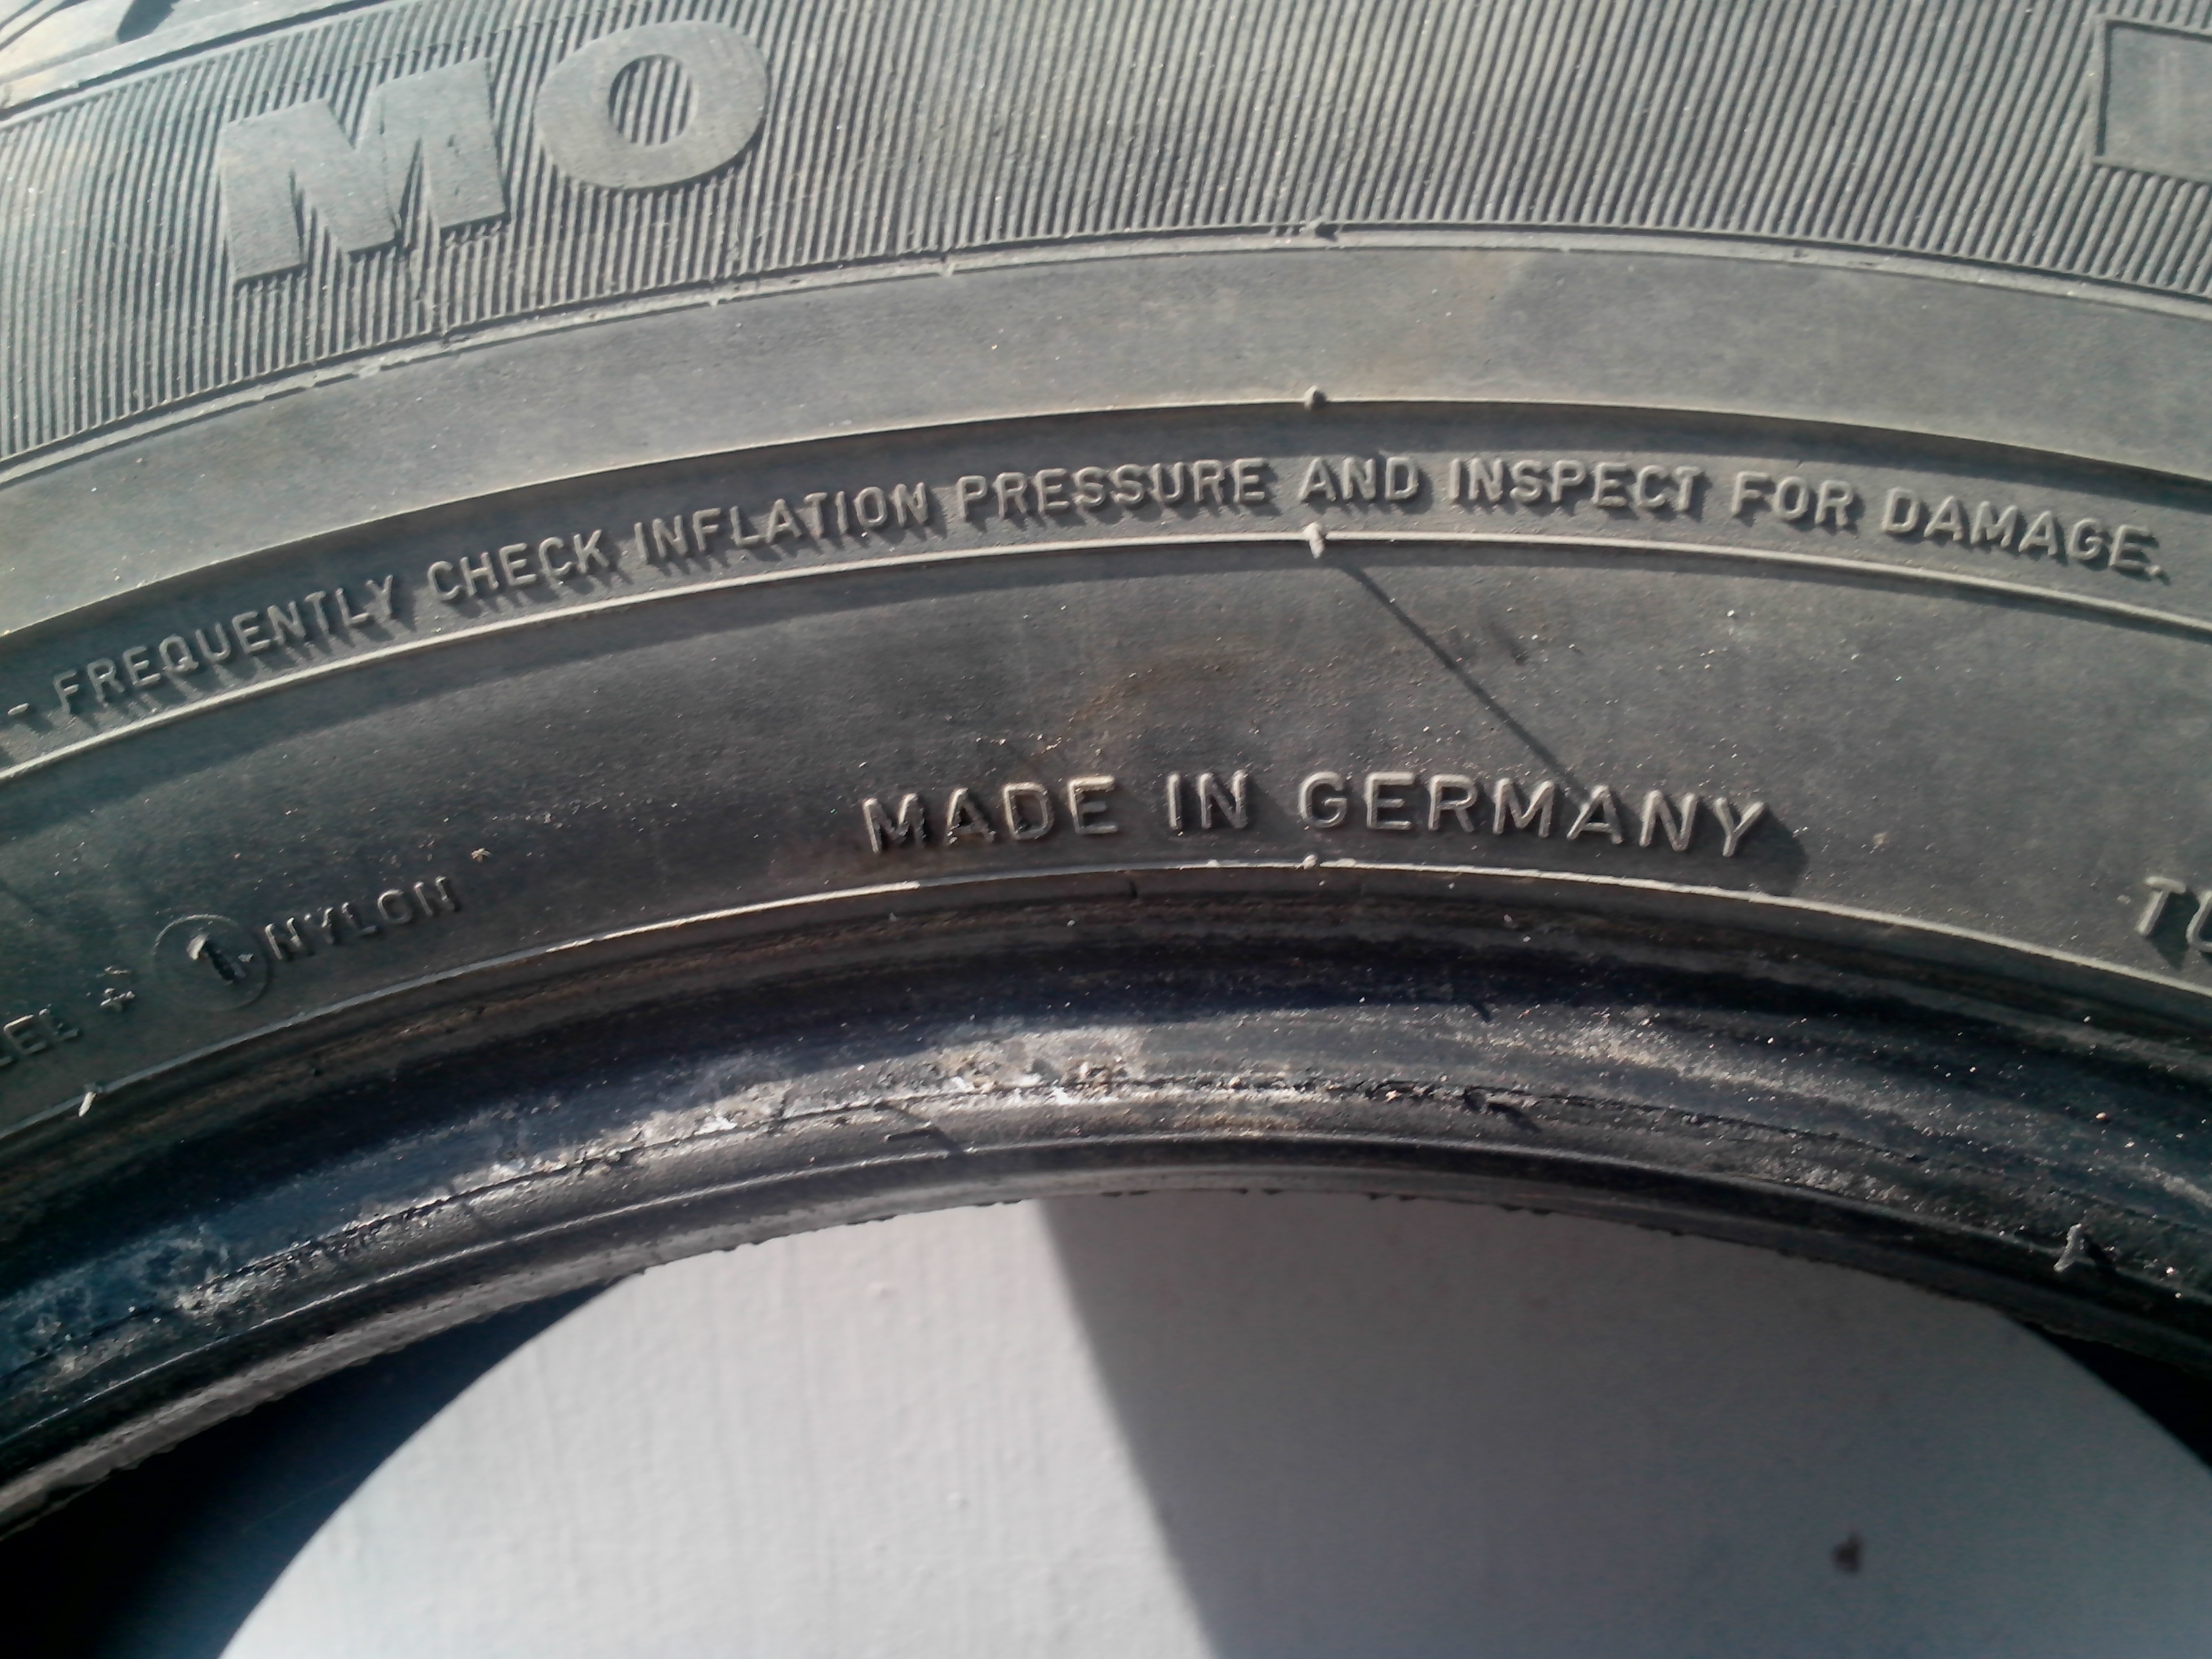 MO
- FREQUENTLY CHECK INFLATION PRESSURE AND INSPECT FOR DAMAGE.
MADE IN GERMANY
1 NYLON